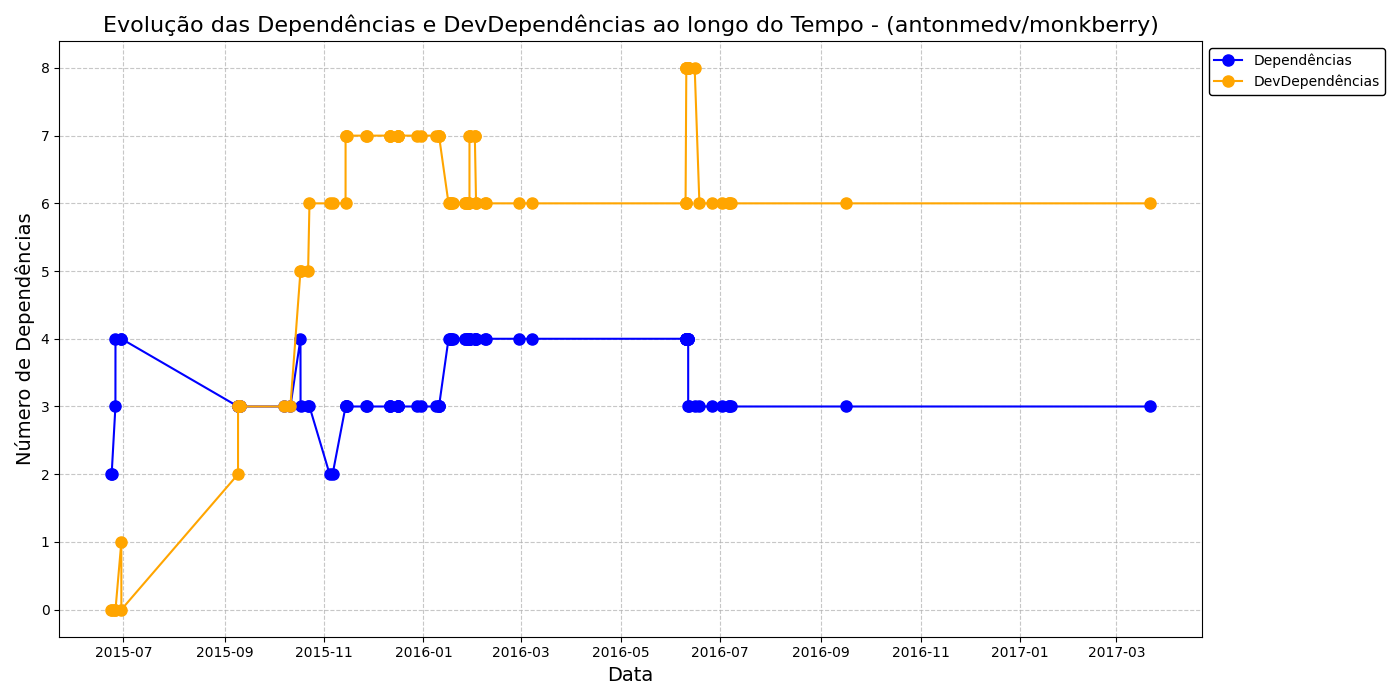 Evolução das Dependências e DevDependências ao longo do Tempo - (antonmedv/monkberry)
Dependências
DevDependências
Número de Dependências
8
7
6
5
4
3
2
1
0
2015-07 2015-09 2015-11 2016-01 2016-03 2016-05 2016-07 2016-09 2016-11 2017-01 2017-03
Data